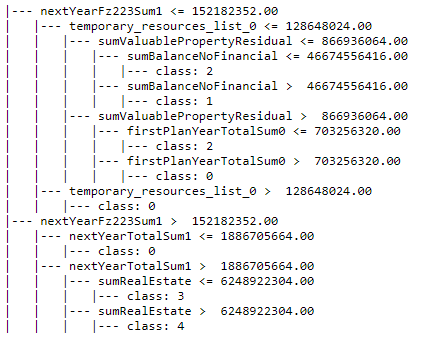 |--- nextYearFz223Sum1 <= 152182352.00
|   |--- temporary_resources_list_0 <= 128648024.00
|   |   |--- sumValuablePropertyResidual <= 866936064.00
|   |   |   |--- sumBalanceNoFinancial <= 46674556416.00
|   |   |   |   |--- class: 2
|   |   |   |--- sumBalanceNoFinancial >  46674556416.00
|   |   |   |   |--- class: 1
|   |   |--- sumValuablePropertyResidual >  866936064.00
|   |   |   |--- firstPlanYearTotalSum0 <= 703256320.00
|   |   |   |   |--- class: 2
|   |   |   |--- firstPlanYearTotalSum0 >  703256320.00
|   |   |   |   |--- class: 0
|   |--- temporary_resources_list_0 >  128648024.00
|   |   |--- class: 0
|--- nextYearFz223Sum1 >  152182352.00
|   |--- nextYearTotalSum1 <= 1886705664.00
|   |   |--- class: 0
|   |--- nextYearTotalSum1 >  1886705664.00
|   |   |--- sumRealEstate <= 6248922304.00
|   |   |   |--- class: 3
|   |   |--- sumRealEstate >  6248922304.00
|   |   |   |--- class: 4